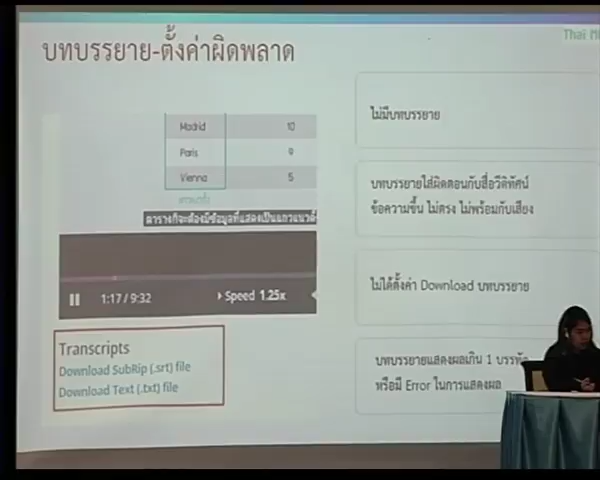 Thai M
บทบรรยาย-ตั้งค่าผิดพลาด
Madrid 10
Paris 9
Vienna 5
1:17 / 9:32
Speed 1.25x
Transcripts
Download SubRip (.srt) file
Download Text (.txt) file
ไม่มีบทบรรยาย
บทบรรยายใส่ผิดตอนกับสื่อวีดิทัศน์
ข้อความขึ้น ไม่ตรง ไม่พร้อมกับเสียง
ไม่ได้ตั้งค่า Download บทบรรยาย
บทบรรยายแสดงผลเกิน 1 บรรทัด
หรือมี Error ในการแสดงผล